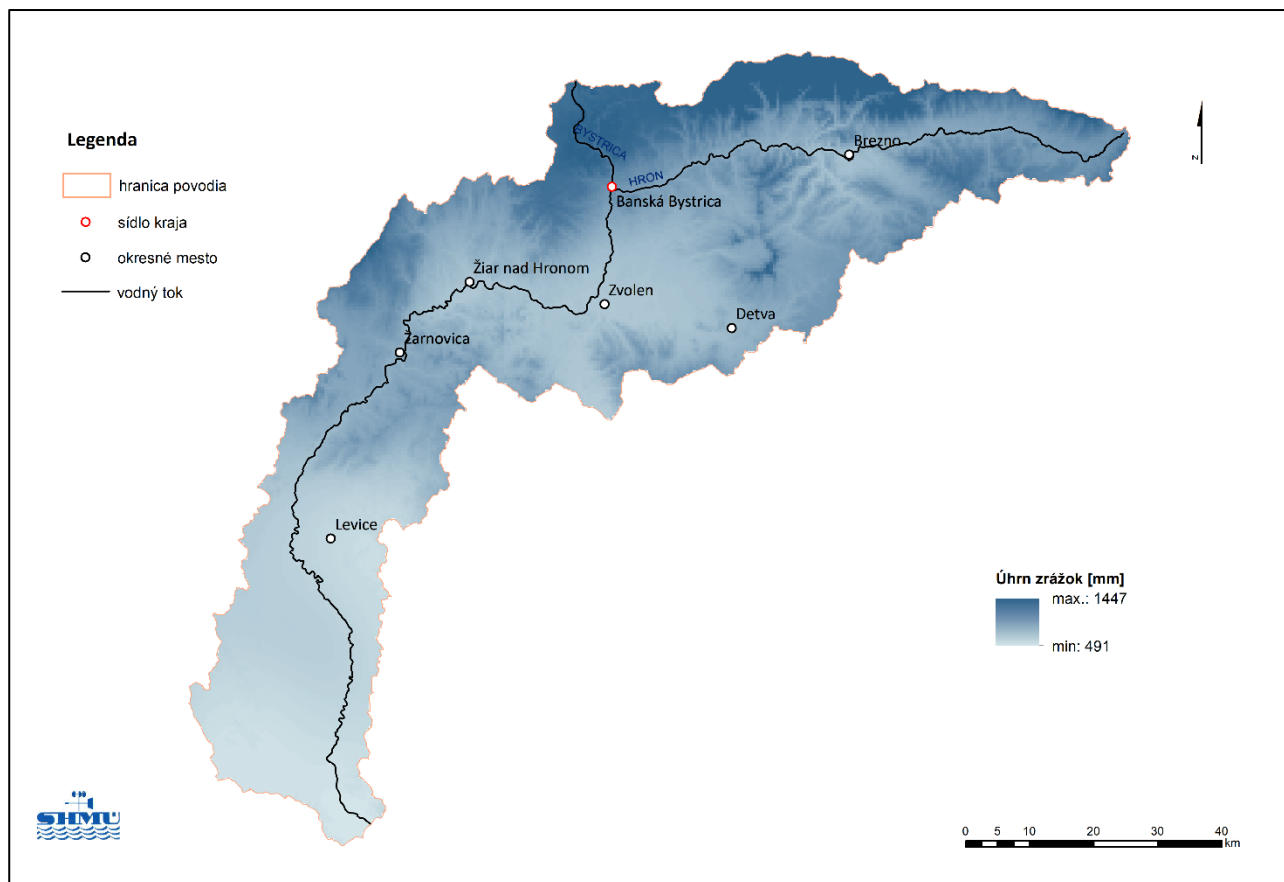 Legenda
hranica povodia
sídlo kraja
okresné mesto
vodný tok
BYSTRICA
HRON
Brezno
Banská Bystrica
Žiar nad Hronom
Zvolen
Detva
Žarnovica
Levice
N
Úhrn zrážok [mm]
max.: 1447
min: 491
SHMÚ
0 5 10 20 30 40
km